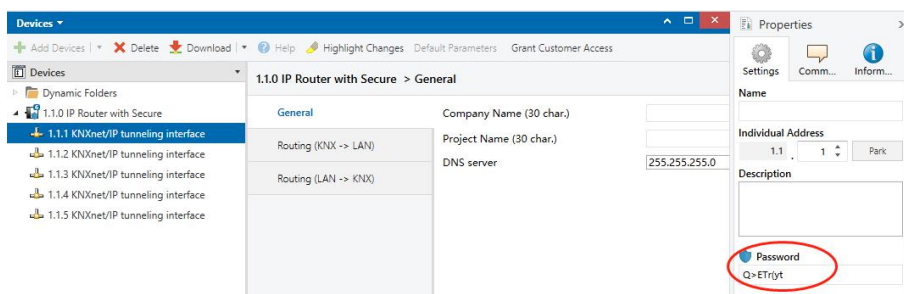 Devices
Add Devices Delete Download Help Highlight Changes Default Parameters Grant Customer Access
Devices
Dynamic Folders
1.1.0 IP Router with Secure
1.1.1 KNXnet/IP tunneling interface
1.1.2 KNXnet/IP tunneling interface
1.1.3 KNXnet/IP tunneling interface
1.1.4 KNXnet/IP tunneling interface
1.1.5 KNXnet/IP tunneling interface
1.1.0 IP Router with Secure > General
General
Routing (KNX -> LAN)
Routing (LAN -> KNX)
Company Name (30 char.)
Project Name (30 char.)
DNS server 255.255.255.0
Properties
Settings Comm... Inform...
Name
Individual Address
1.1 . 1 Park
Description
Password
Q>ETr(yt